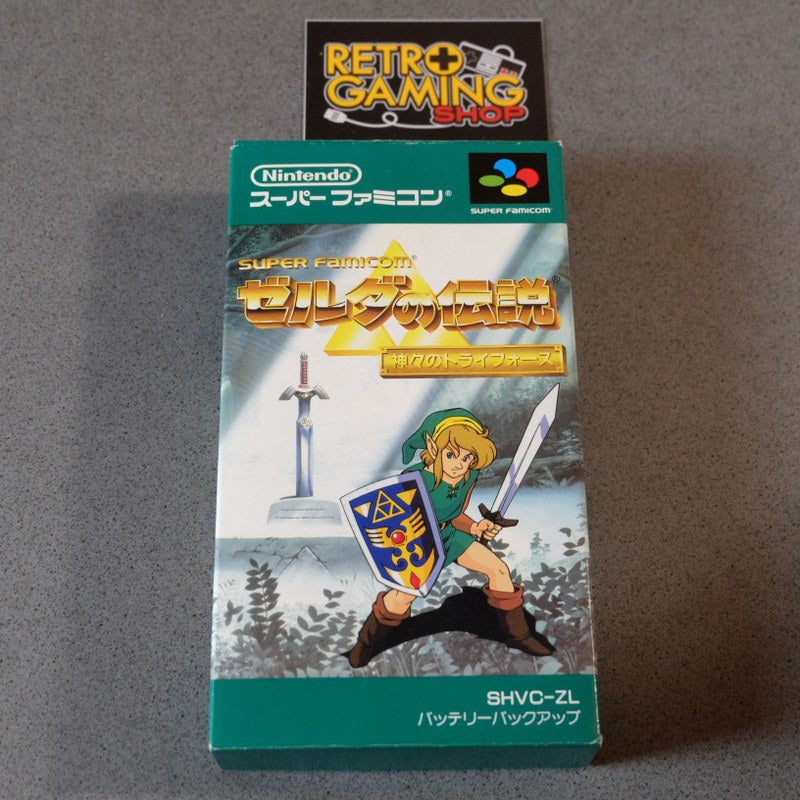 RETRO
GAMING
SHOP
Nintendo®
スーパーファミコン®
SUPER FAMICOM
SUPER FAMICOM®
ゼルダの伝説®
神々のトライフォース
SHVC-ZL
バッテリーバックアップ